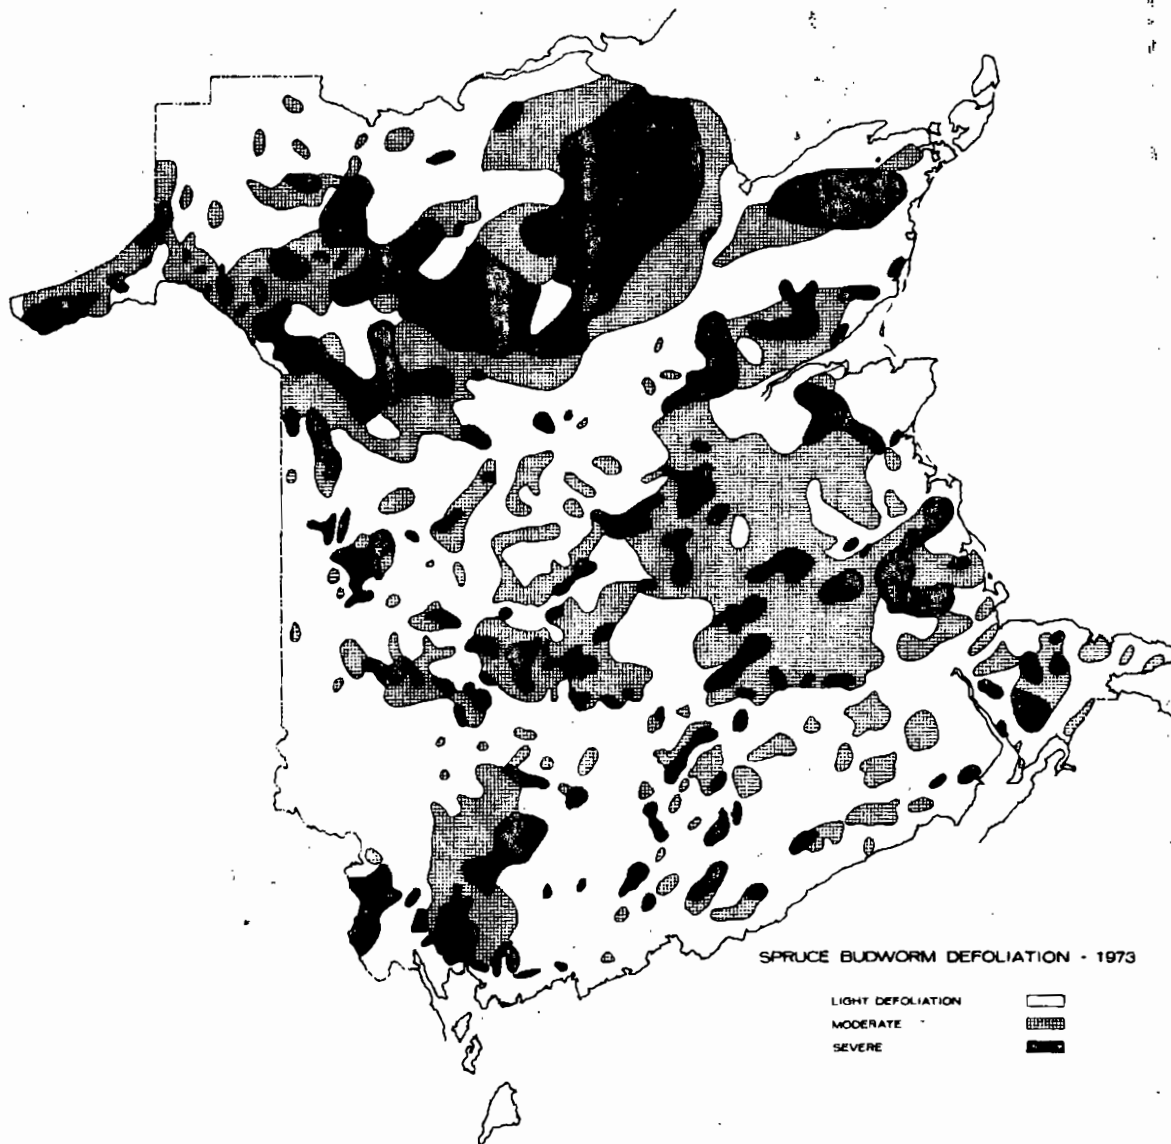 SPRUCE BUDWORM DEFOLIATION - 1973
LIGHT DEFOLIATION
MODERATE
SEVERE